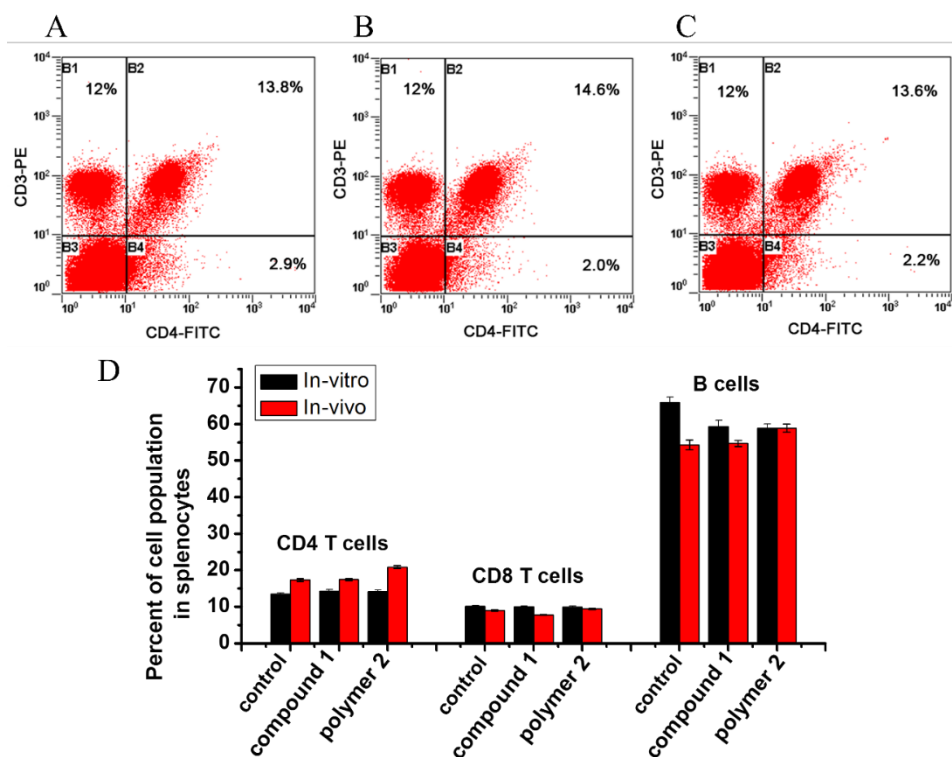 A
B1
B2
12%
13.8%
CD3-PE
10⁴
10³
10²
10¹
10⁰
B3
B4
2.9%
10⁰ 10¹ 10² 10³ 10⁴
CD4-FITC
B
B1
B2
12%
14.6%
CD3-PE
10⁴
10³
10²
10¹
10⁰
B3
B4
2.0%
10⁰ 10¹ 10² 10³ 10⁴
CD4-FITC
C
B1
B2
12%
13.6%
CD3-PE
10⁴
10³
10²
10¹
10⁰
B3
B4
2.2%
10⁰ 10¹ 10² 10³ 10⁴
CD4-FITC
D
In-vitro
In-vivo
Percent of cell population
in splenocytes
70
60
50
40
30
20
10
0
CD4 T cells
CD8 T cells
B cells
control
compound 1
polymer 2
control
compound 1
polymer 2
control
compound 1
polymer 2